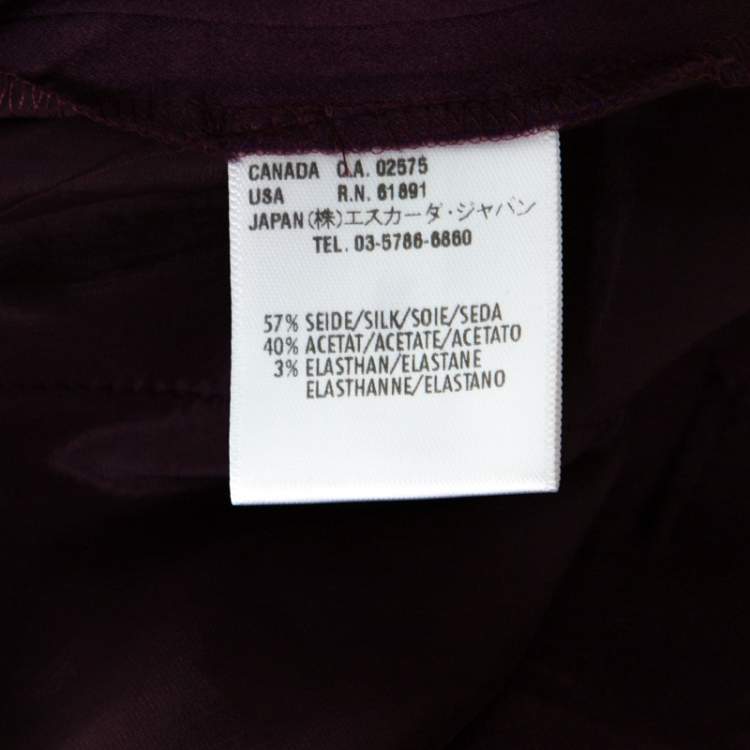 CANADA C.A. 02575
USA R.N. 61891
JAPAN (株)エスカーダ・ジャパン
TEL. 03-5786-6860
57% SEIDE/SILK/SOIE/SEDA
40% ACETAT/ACETATE/ACETATO
3% ELASTHAN/ELASTANE
ELASTHANNE/ELASTANO